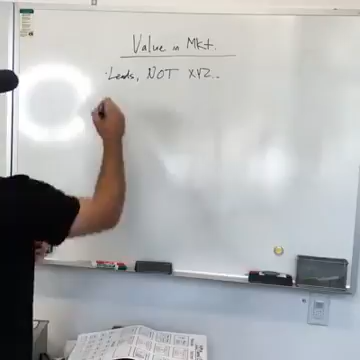 Value in Mkt.
· Leads, NOT XYZ.